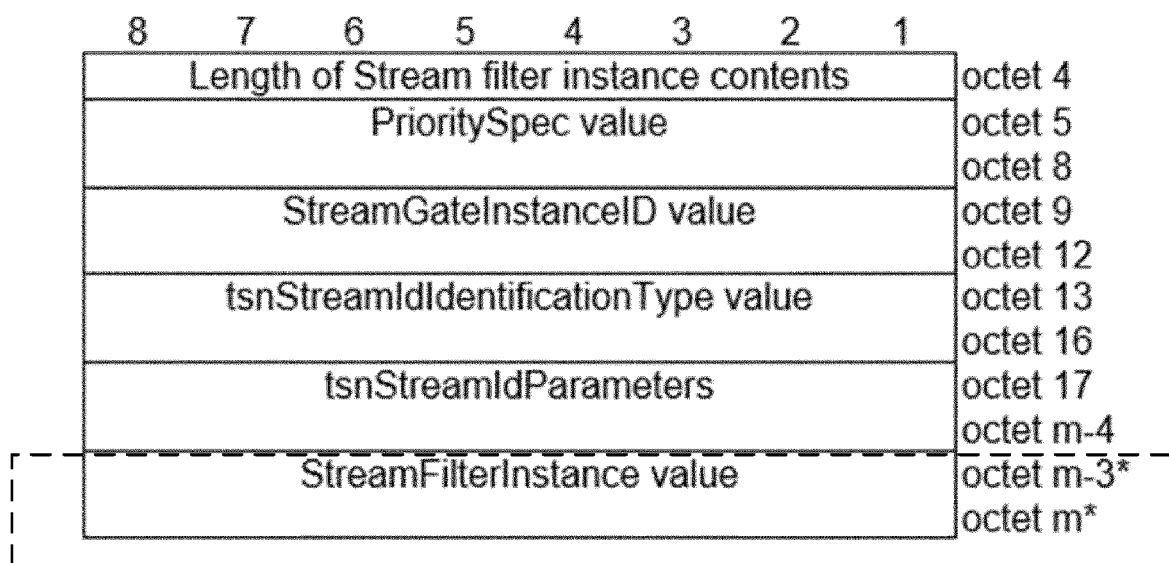 8 7 6 5 4 3 2 1
Length of Stream filter instance contents octet 4
PrioritySpec value octet 5
octet 8
StreamGateInstanceID value octet 9
octet 12
tsnStreamIdIdentificationType value octet 13
octet 16
tsnStreamIdParameters octet 17
octet m-4
StreamFilterInstance value octet m-3*
octet m*